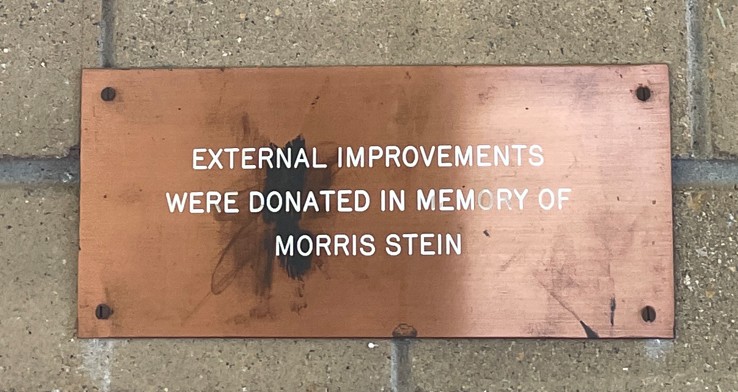 EXTERNAL IMPROVEMENTS
WERE DONATED IN MEMORY OF
MORRIS STEIN